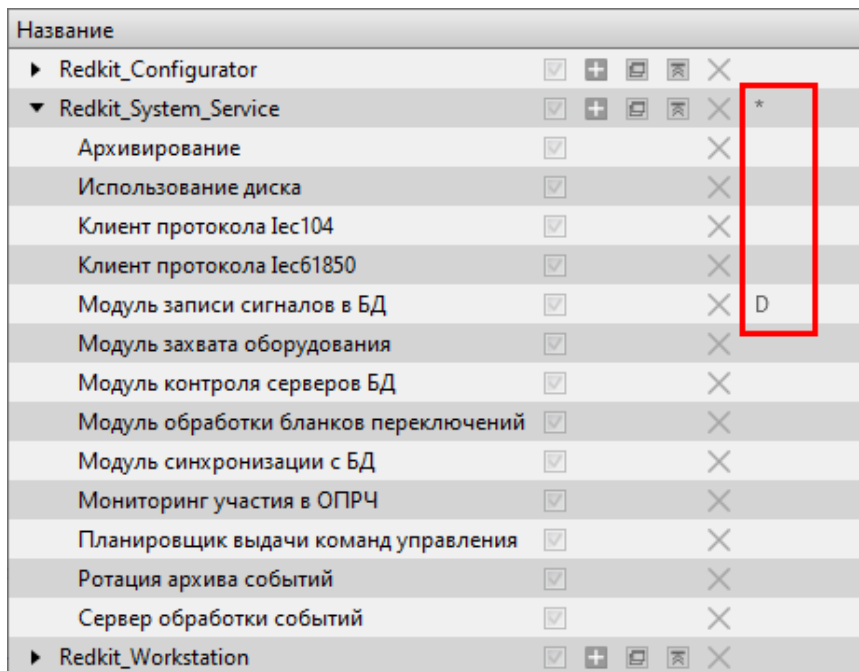 Название
Redkit_Configurator
Redkit_System_Service *
Архивирование
Использование диска
Клиент протокола Iec104
Клиент протокола Iec61850
Модуль записи сигналов в БД D
Модуль захвата оборудования
Модуль контроля серверов БД
Модуль обработки бланков переключений
Модуль синхронизации с БД
Мониторинг участия в ОПРЧ
Планировщик выдачи команд управления
Ротация архива событий
Сервер обработки событий
Redkit_Workstation